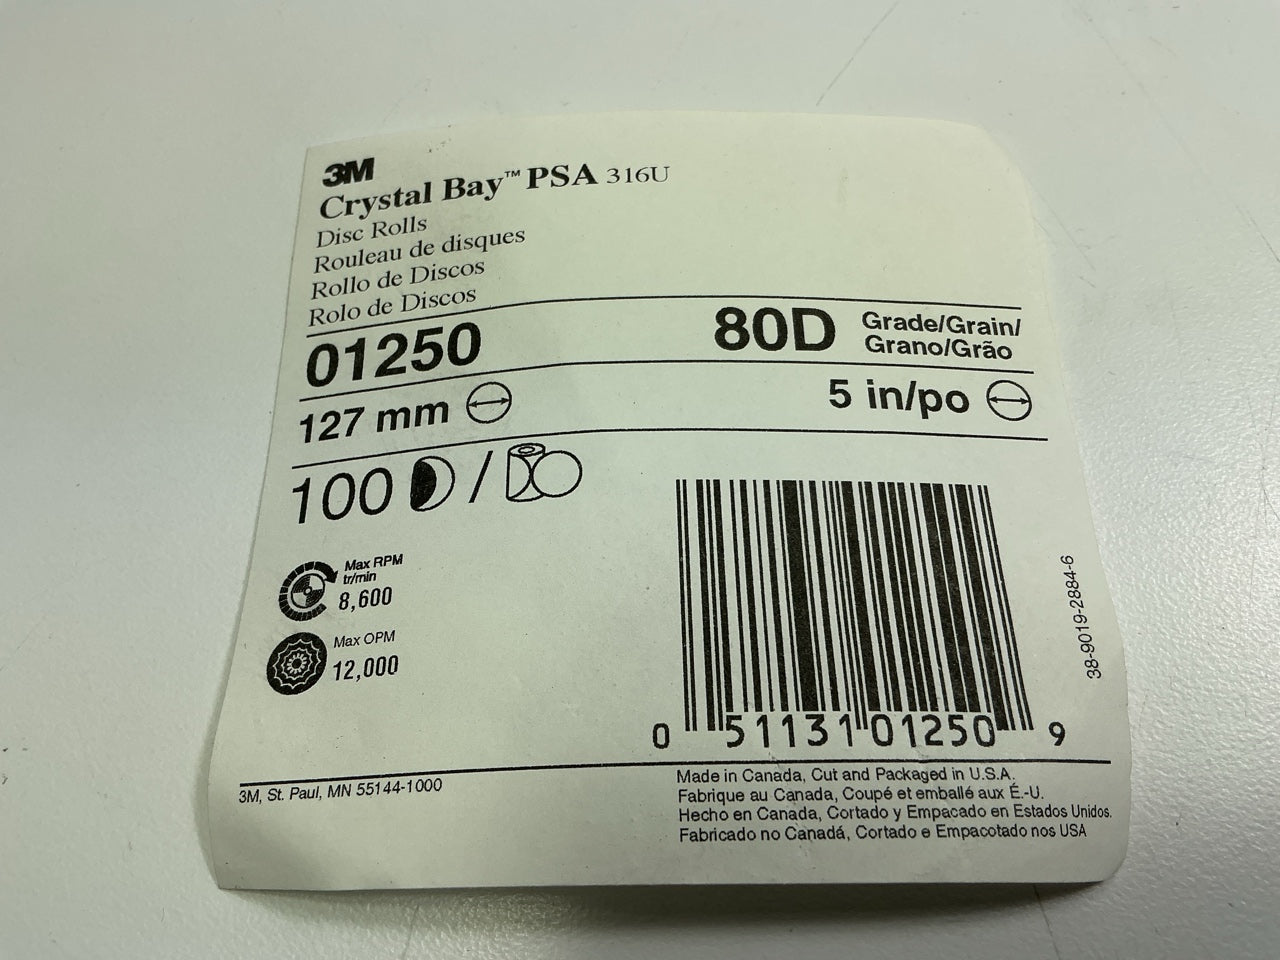 3M
Crystal Bay™ PSA 316U
Disc Rolls
Rouleau de disques
Rollo de Discos
Rolo de Discos
01250 80D Grade/Grain/
Grano/Grão
127 mm 5 in/po
100 /
Max RPM
tr/min
8,600
Max OPM
12,000
38-9019-2884-6
0 51131 01250 9
3M, St. Paul, MN 55144-1000
Made in Canada, Cut and Packaged in U.S.A.
Fabrique au Canada, Coupé et emballé aux É.-U.
Hecho en Canada, Cortado y Empacado en Estados Unidos.
Fabricado no Canadá, Cortado e Empacotado nos USA